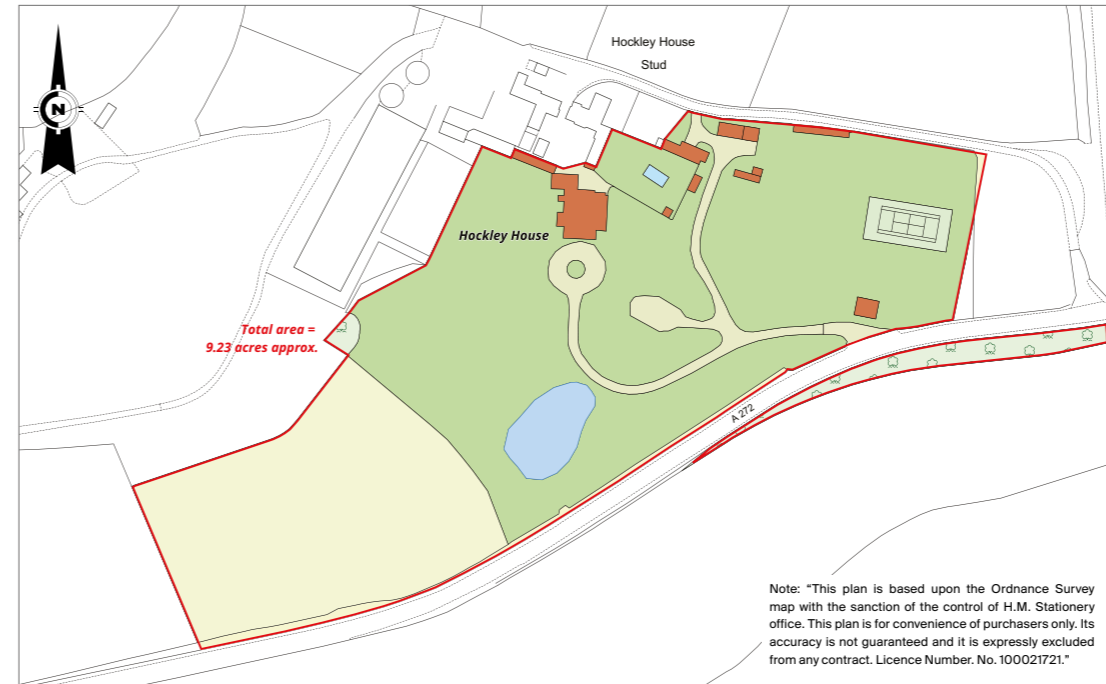 Hockley House
Stud
N
Hockley House
Total area =
9.23 acres approx.
A 272
Note: “This plan is based upon the Ordnance Survey
map with the sanction of the control of H.M. Stationery
office. This plan is for convenience of purchasers only. Its
accuracy is not guaranteed and it is expressly excluded
from any contract. Licence Number. No. 100021721.”